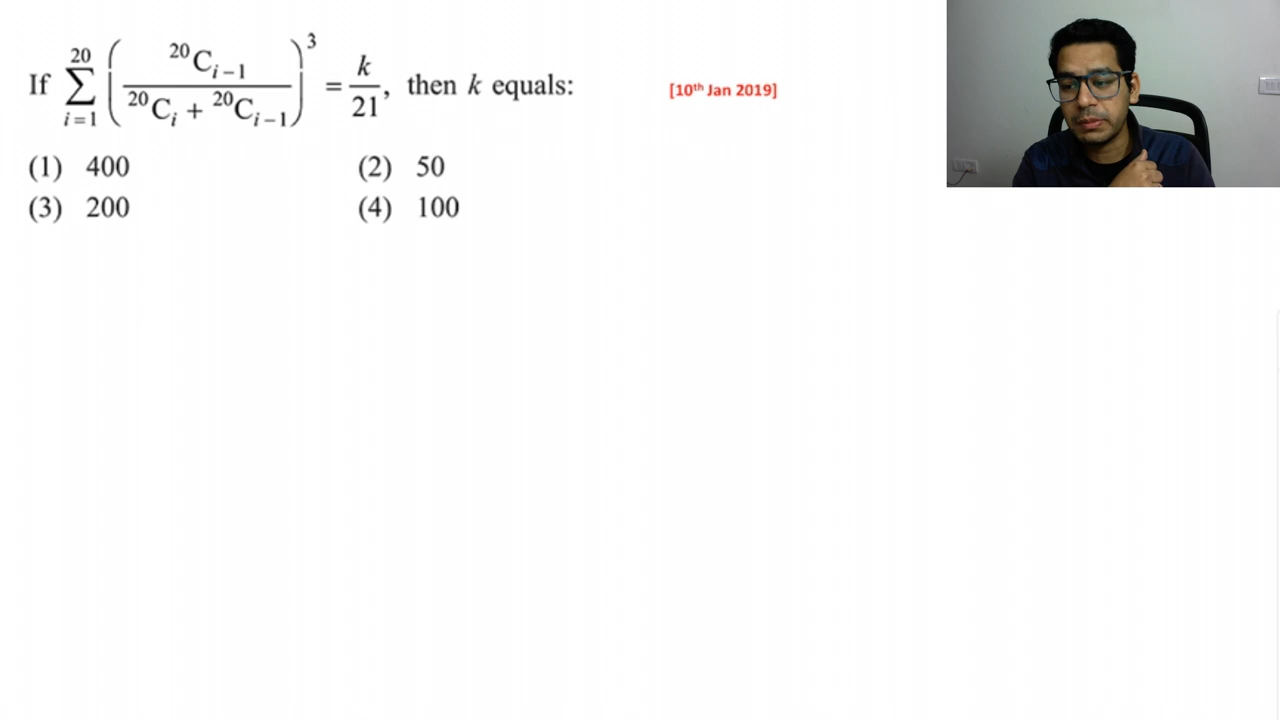 If $\sum_{i=1}^{20} \left( \frac{^{20}C_{i-1}}{^{20}C_i + {}^{20}C_{i-1}} \right)^3 = \frac{k}{21}$, then k equals: [10th Jan 2019]
(1) 400 (2) 50
(3) 200 (4) 100